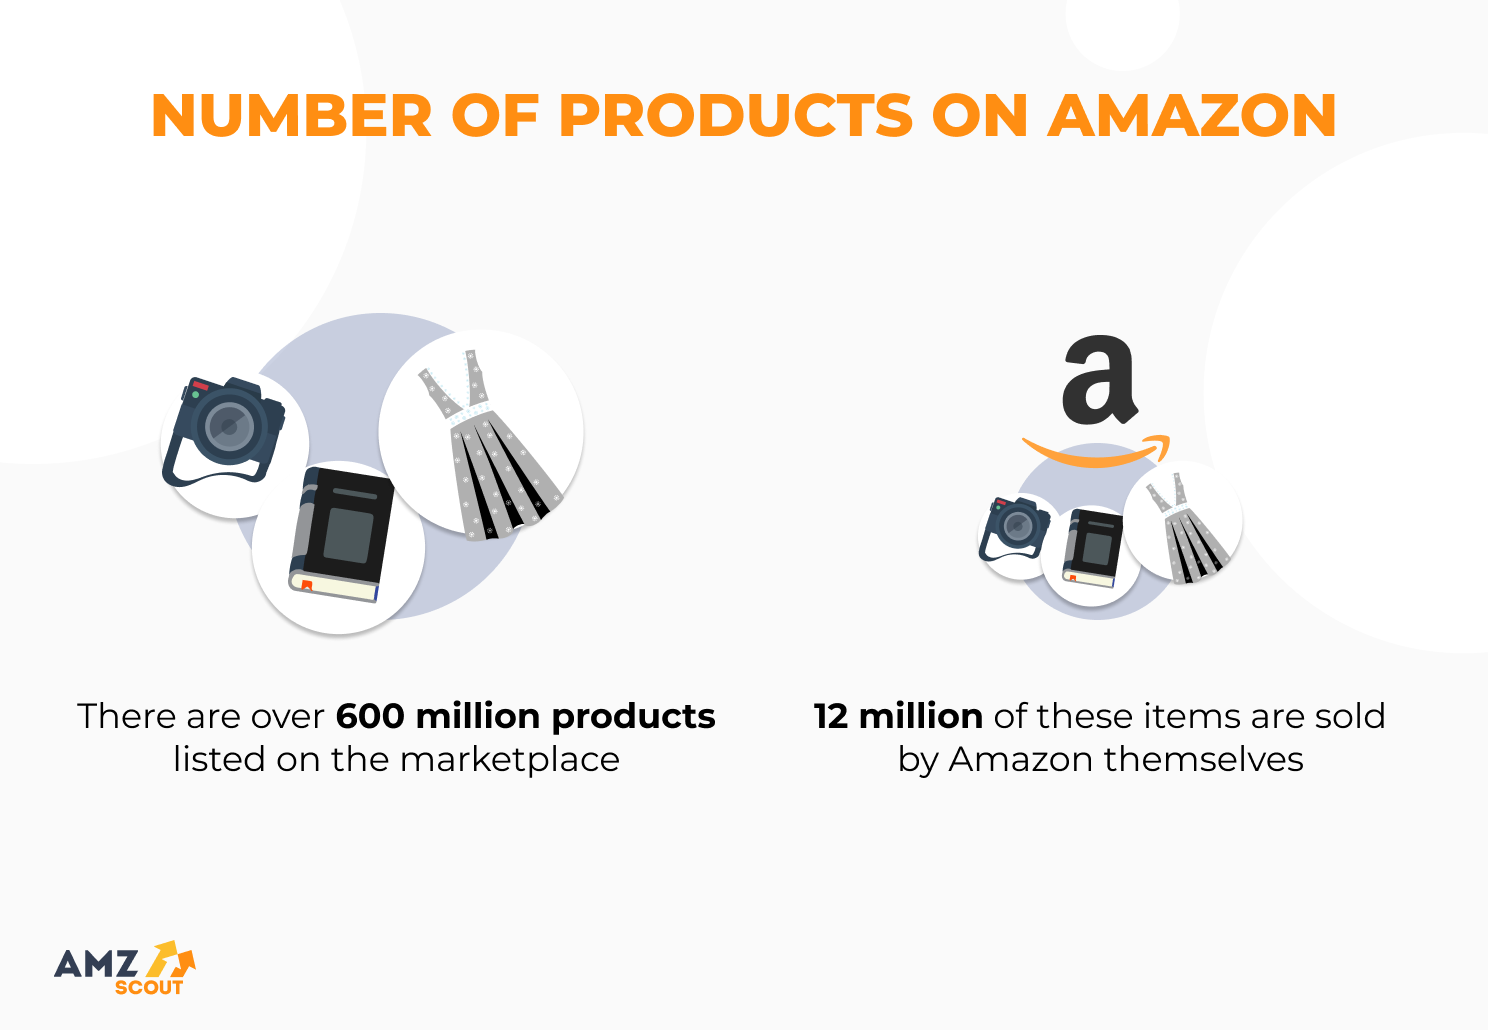 NUMBER OF PRODUCTS ON AMAZON
a
There are over 600 million products
listed on the marketplace
12 million of these items are sold
by Amazon themselves
AMZ
SCOUT